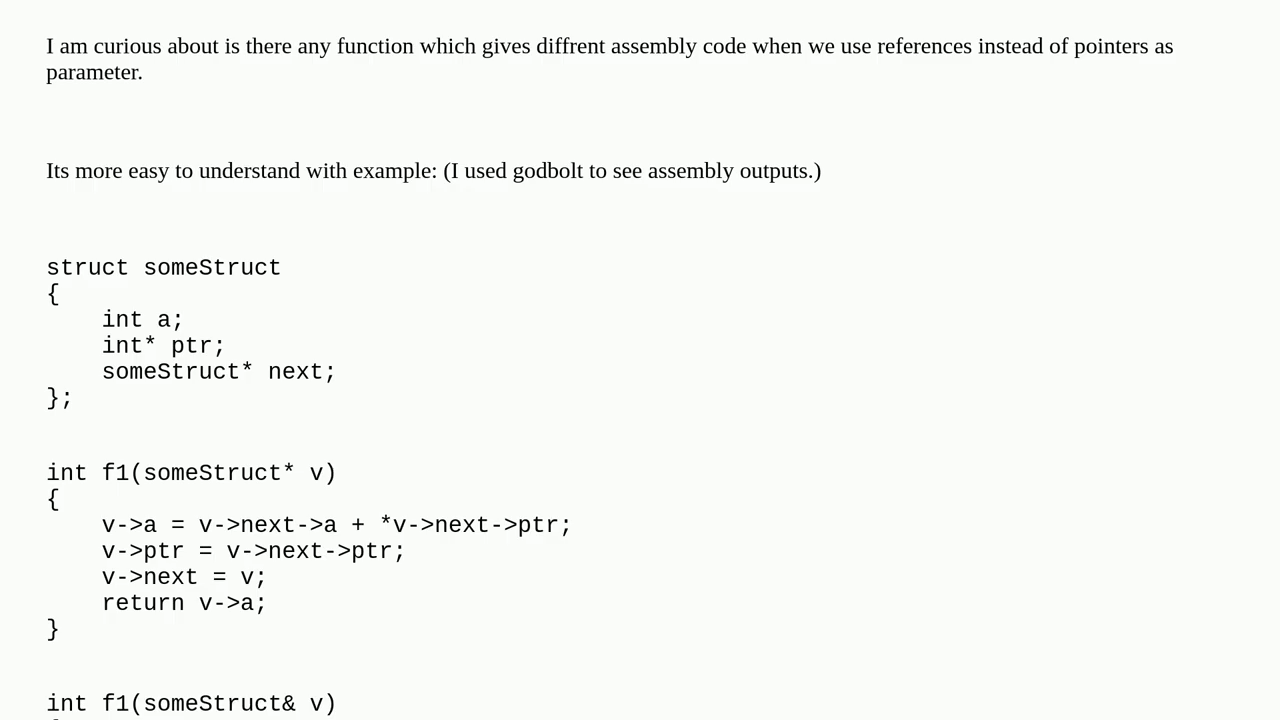 I am curious about is there any function which gives diffrent assembly code when we use references instead of pointers as
parameter.
Its more easy to understand with example: (I used godbolt to see assembly outputs.)
struct someStruct
{
    int a;
    int* ptr;
    someStruct* next;
};
int f1(someStruct* v)
{
    v->a = v->next->a + *v->next->ptr;
    v->ptr = v->next->ptr;
    v->next = v;
    return v->a;
}
int f1(someStruct& v)